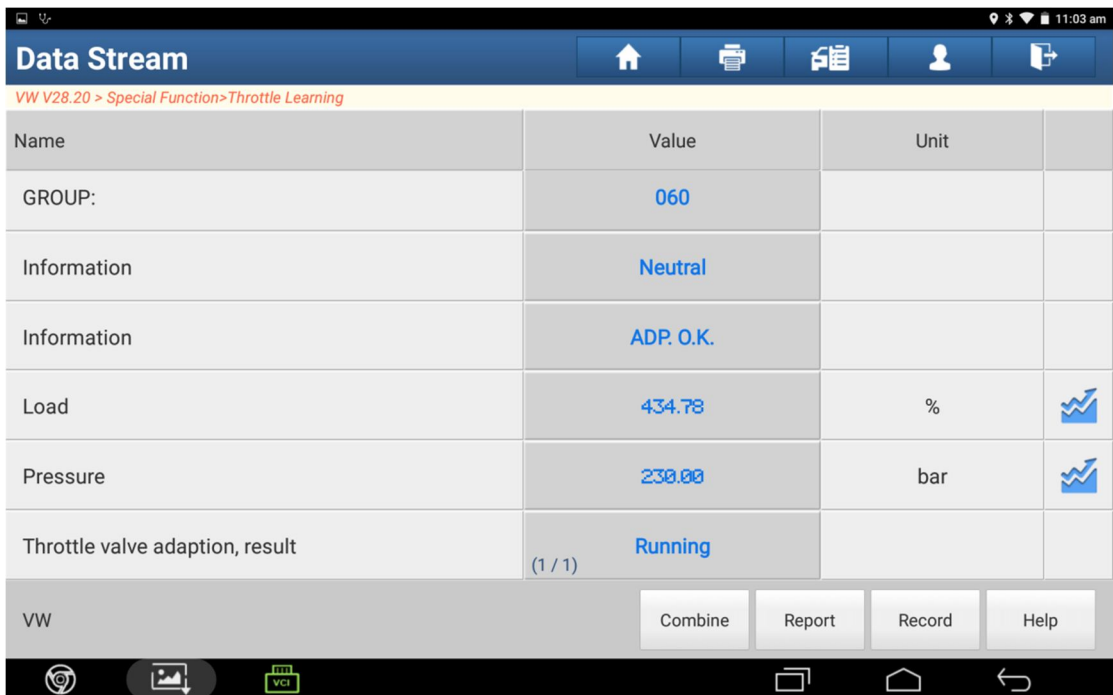 11:03 am
Data Stream
VW V28.20 > Special Function>Throttle Learning
Name Value Unit
GROUP: 060
Information Neutral
Information ADP. O.K.
Load 434.78 %
Pressure 230.00 bar
Throttle valve adaption, result Running
(1 / 1)
VW Combine Report Record Help
VCI